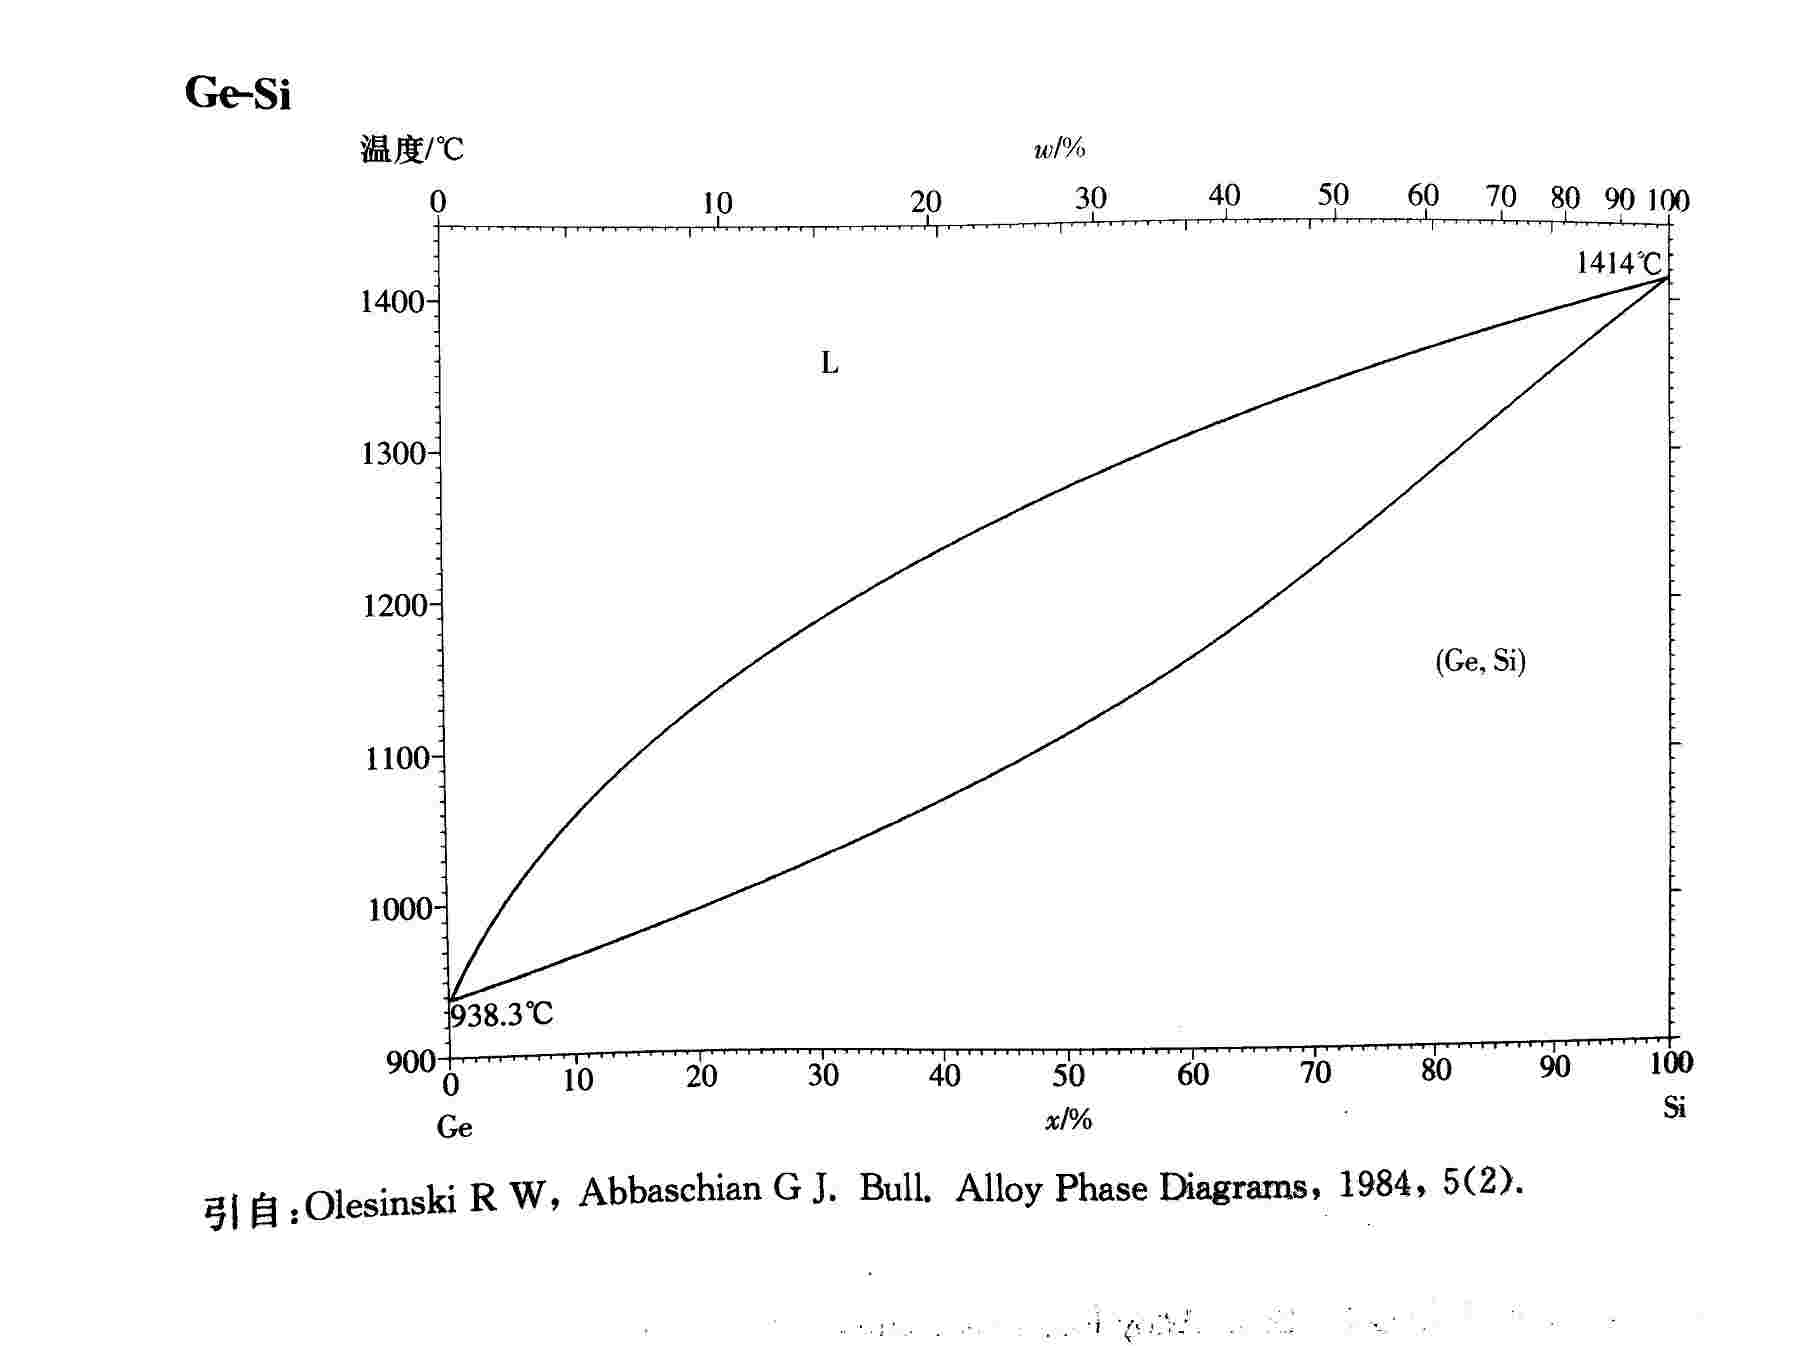 Ge-Si
温度/℃
w/%
0 10 20 30 40 50 60 70 80 90 100
1414℃
1400
L
1300
1200
(Ge, Si)
1100
1000
938.3℃
900
0 10 20 30 40 50 60 70 80 90 100
Ge x/% Si
引自:Olesinski R W, Abbaschian G J. Bull. Alloy Phase Diagrams, 1984, 5(2).